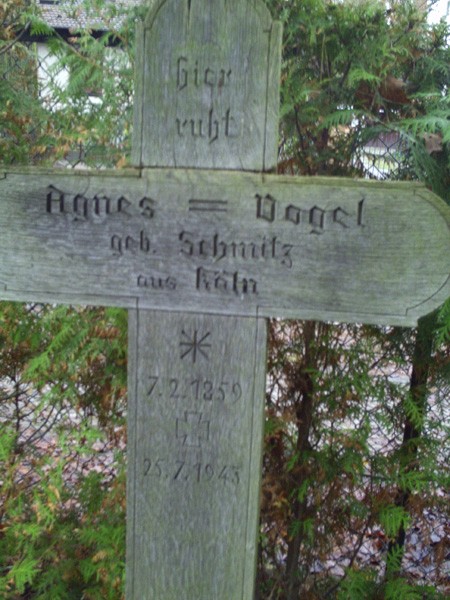 hier
ruht
Agnes = Vogel
geb. Schmitz
aus Köln
7.2.1859
25.7.1943